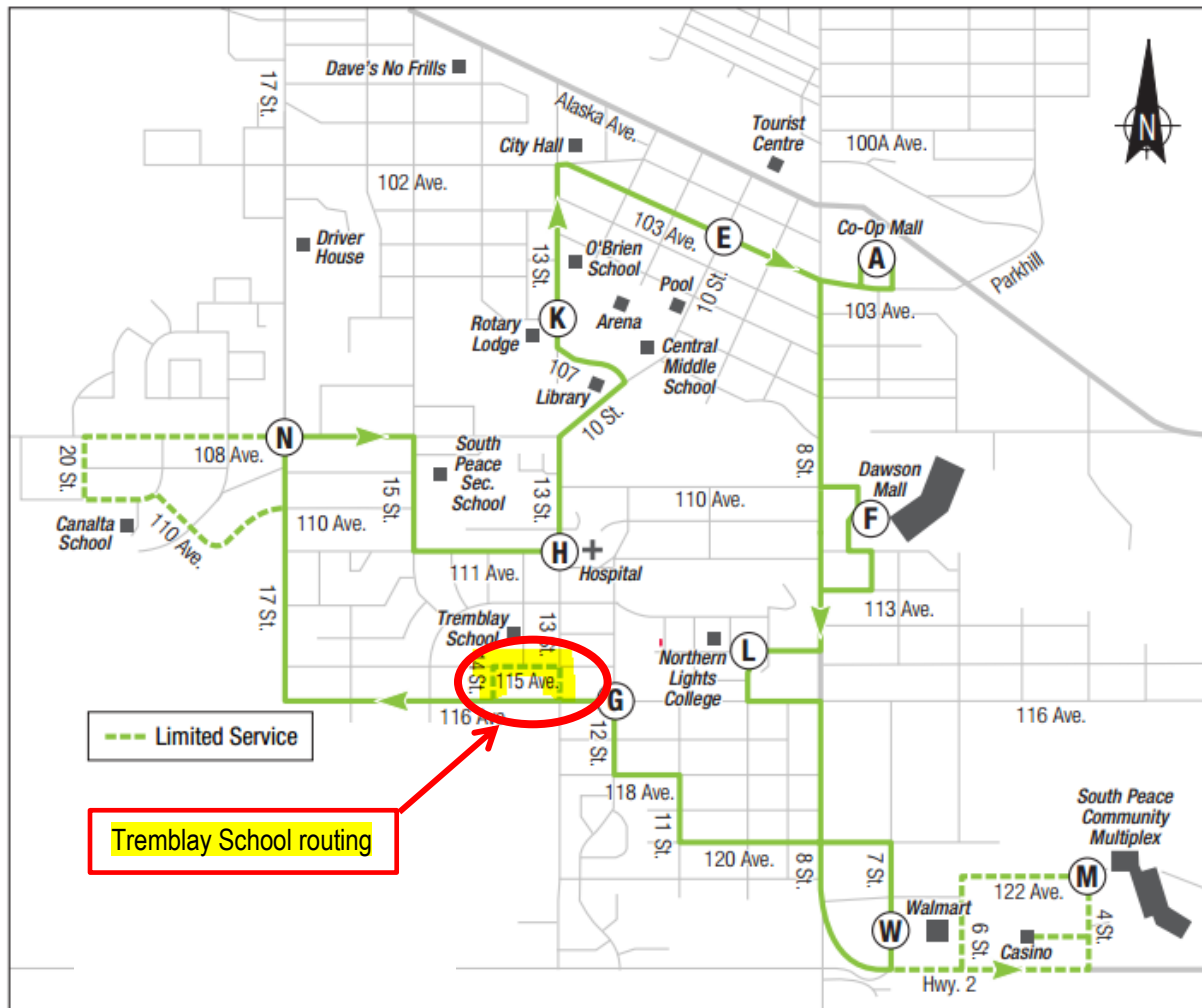 Dave's No Frills
17 St.
Alaska Ave.
City Hall
Tourist
Centre
100A Ave.
N
102 Ave.
Driver
House
103 Ave.
E
Co-Op Mall
A
O'Brien
School
13 St.
Pool
10 St.
Parkhill
103 Ave.
K
Rotary
Lodge
Arena
Central
Middle
School
107
Library
10 St.
N
108 Ave.
20 St.
South
Peace
Sec.
School
15 St.
13 St.
8 St.
Dawson
Mall
F
Canalta
School
110 Ave.
110 Ave.
110 Ave.
H
Hospital
111 Ave.
17 St.
113 Ave.
Tremblay
School
13 St.
14 St.
115 Ave.
Northern
Lights
College
L
G
116 Ave.
116 Ave.
12 St.
Limited Service
118 Ave.
11 St.
South Peace
Community
Multiplex
Tremblay School routing
120 Ave.
8 St.
7 St.
122 Ave.
M
Walmart
W
6 St.
Casino
4 St.
Hwy. 2